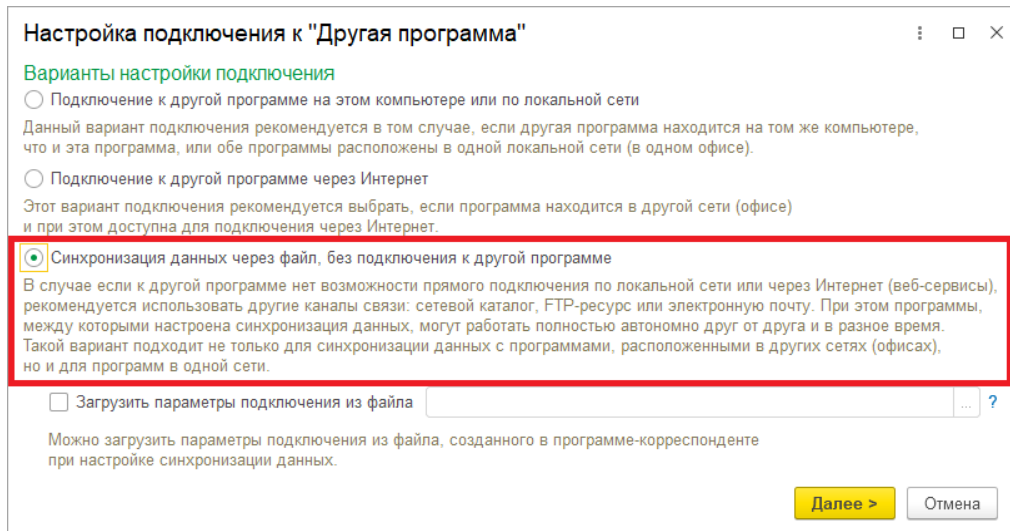 Настройка подключения к "Другая программа"
Варианты настройки подключения
Подключение к другой программе на этом компьютере или по локальной сети
Данный вариант подключения рекомендуется в том случае, если другая программа находится на том же компьютере,
что и эта программа, или обе программы расположены в одной локальной сети (в одном офисе).
Подключение к другой программе через Интернет
Этот вариант подключения рекомендуется выбрать, если программа находится в другой сети (офисе)
и при этом доступна для подключения через Интернет.
Синхронизация данных через файл, без подключения к другой программе
В случае если к другой программе нет возможности прямого подключения по локальной сети или через Интернет (веб-сервисы),
рекомендуется использовать другие каналы связи: сетевой каталог, FTP-ресурс или электронную почту. При этом программы,
между которыми настроена синхронизация данных, могут работать полностью автономно друг от друга и в разное время.
Такой вариант подходит не только для синхронизации данных с программами, расположенными в других сетях (офисах),
но и для программ в одной сети.
Загрузить параметры подключения из файла ... ?
Можно загрузить параметры подключения из файла, созданного в программе-корреспонденте
при настройке синхронизации данных.
Далее > Отмена